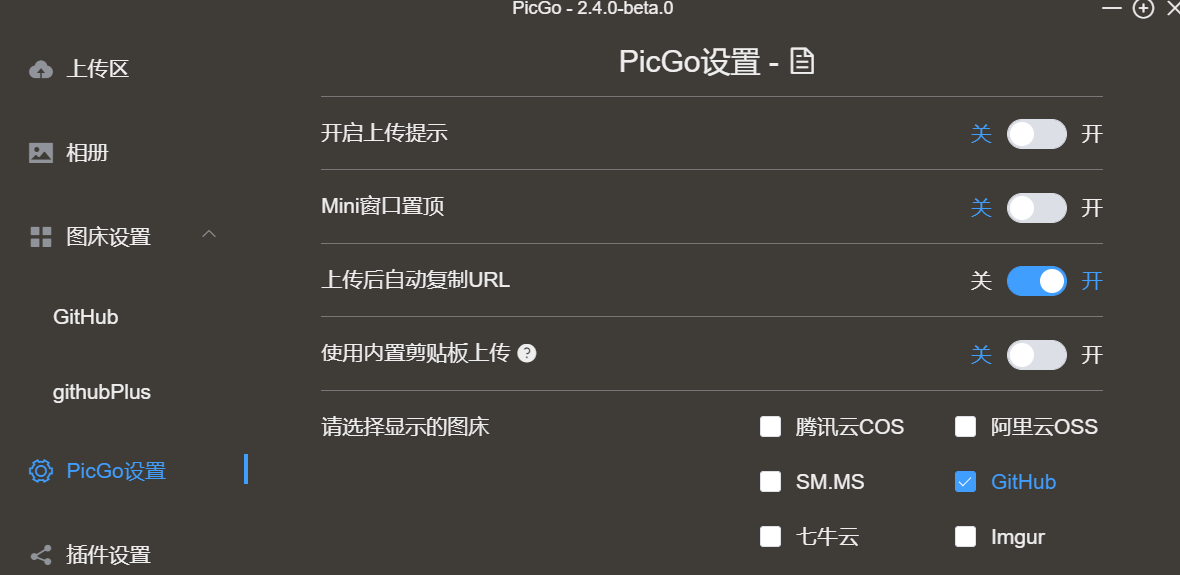 PicGo - 2.4.0-beta.0
上传区
相册
图床设置
GitHub
githubPlus
PicGo设置
插件设置
PicGo设置 -
开启上传提示 关 开
Mini窗口置顶 关 开
上传后自动复制URL 关 开
使用内置剪贴板上传 ? 关 开
请选择显示的图床 腾讯云COS 阿里云OSS
SM.MS GitHub
七牛云 Imgur